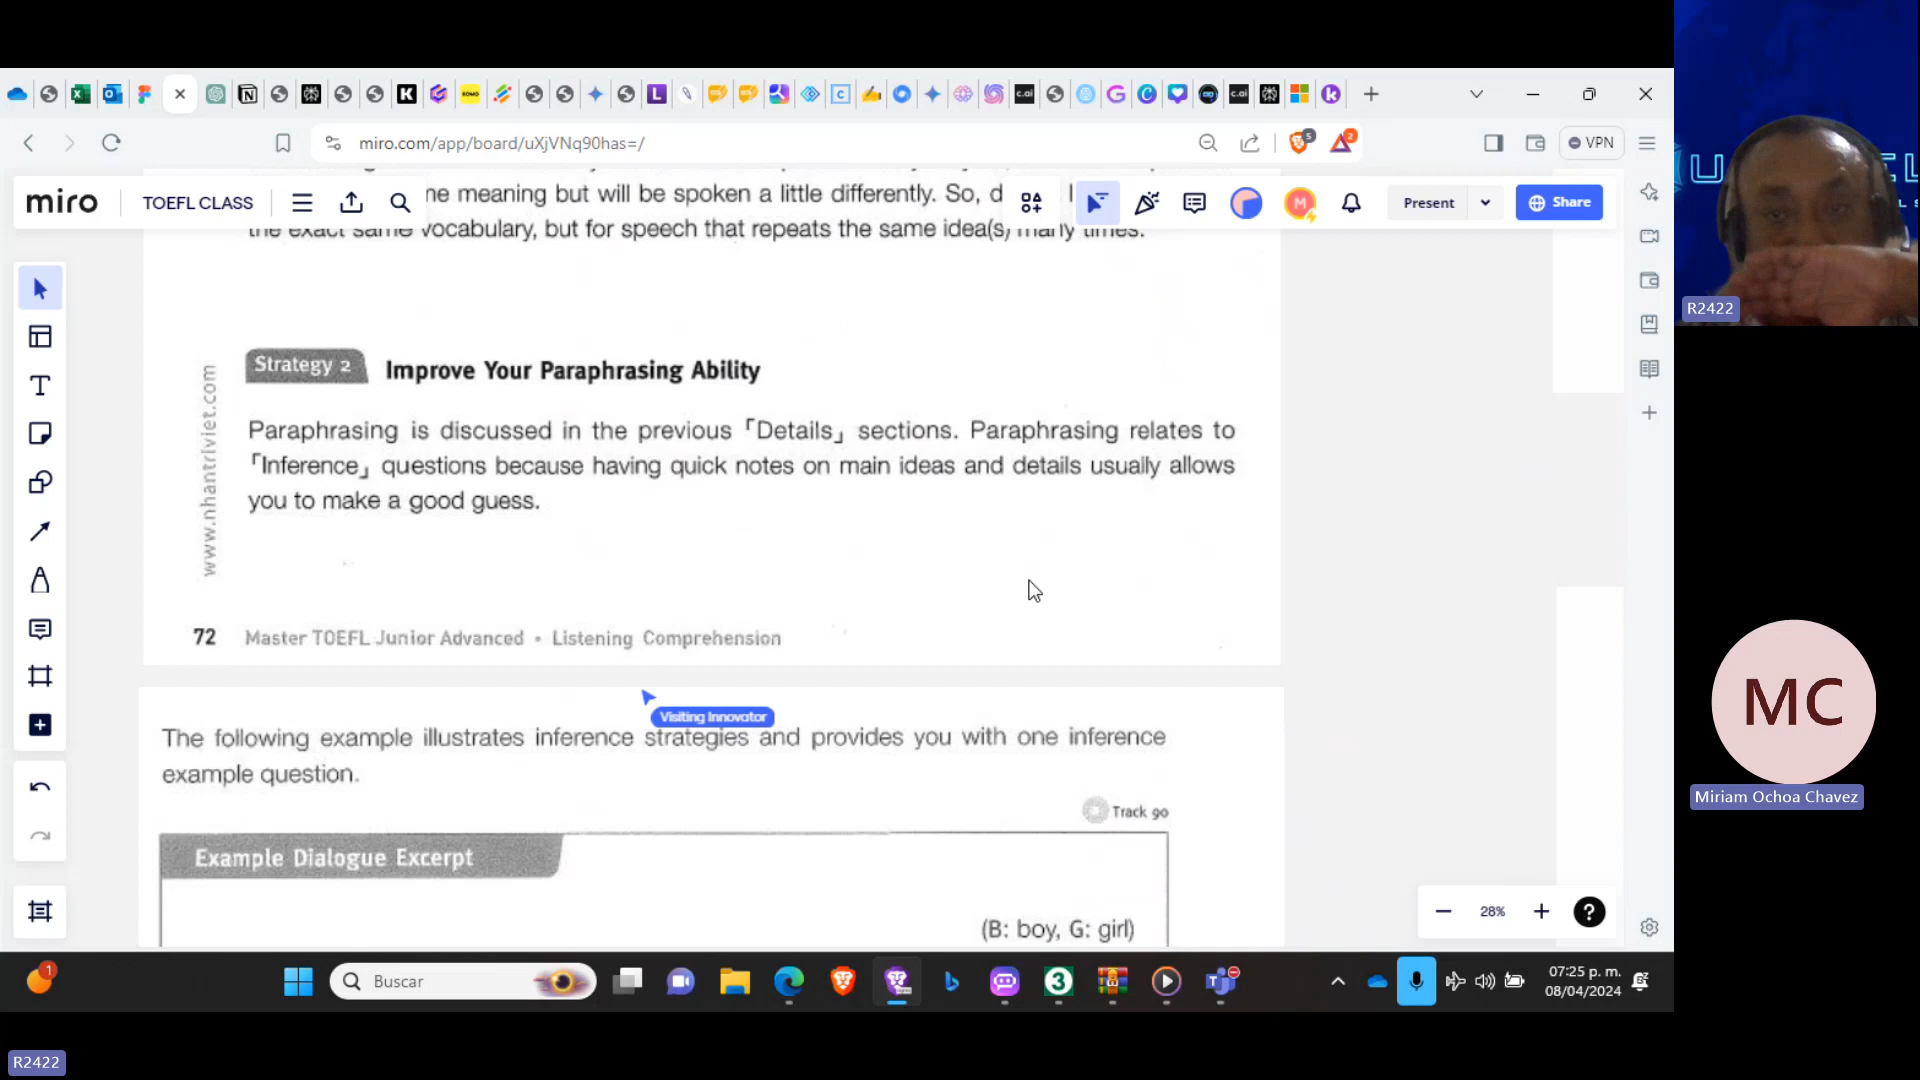 miro.com/app/board/uXjVNq90has=/
VPN
miro
TOEFL CLASS
Present
Share
me meaning but will be spoken a little differently. So, d
the exact same vocabulary, but for speech that repeats the same idea(s) many times.
Strategy 2 Improve Your Paraphrasing Ability
Paraphrasing is discussed in the previous 「Details」 sections. Paraphrasing relates to
「Inference」 questions because having quick notes on main ideas and details usually allows
you to make a good guess.
www.nhantriviet.com
72 Master TOEFL Junior Advanced • Listening Comprehension
Visiting Innovator
The following example illustrates inference strategies and provides you with one inference
example question.
Track 90
Example Dialogue Excerpt
(B: boy, G: girl)
28%
Buscar
07:25 p. m.
08/04/2024
R2422
MC
Miriam Ochoa Chavez
R2422